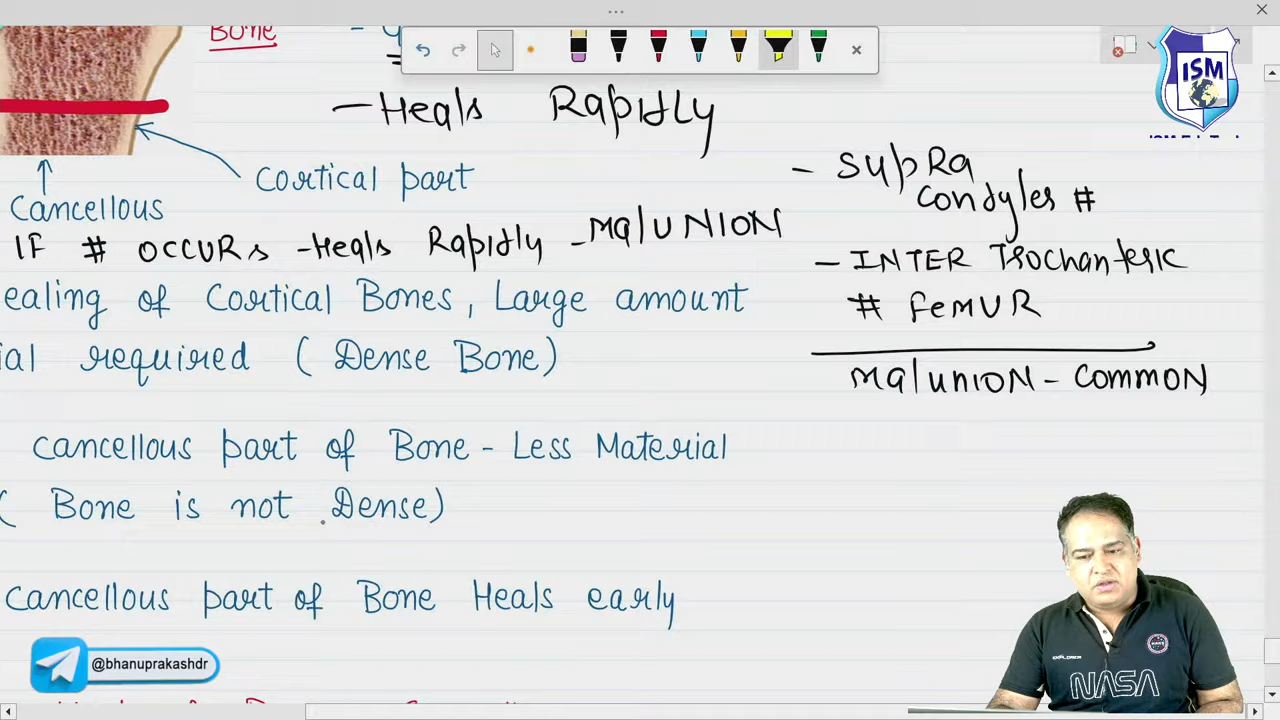 Bone
ISM
- Heals Rapidly
Cortical part
Cancellous
IF # OCCURs - Heals Rapidly - MalUNION
- SupRa
Condyles #
- INTER Trochanteric
# FemUR
ealing of Cortical Bones, Large amount
ial required ( Dense Bone)
MalunION - COMMON
cancellous part of Bone - Less Material
( Bone is not Dense)
cancellous part of Bone Heals early
@bhanuprakashdr
EXPLORER
NASA